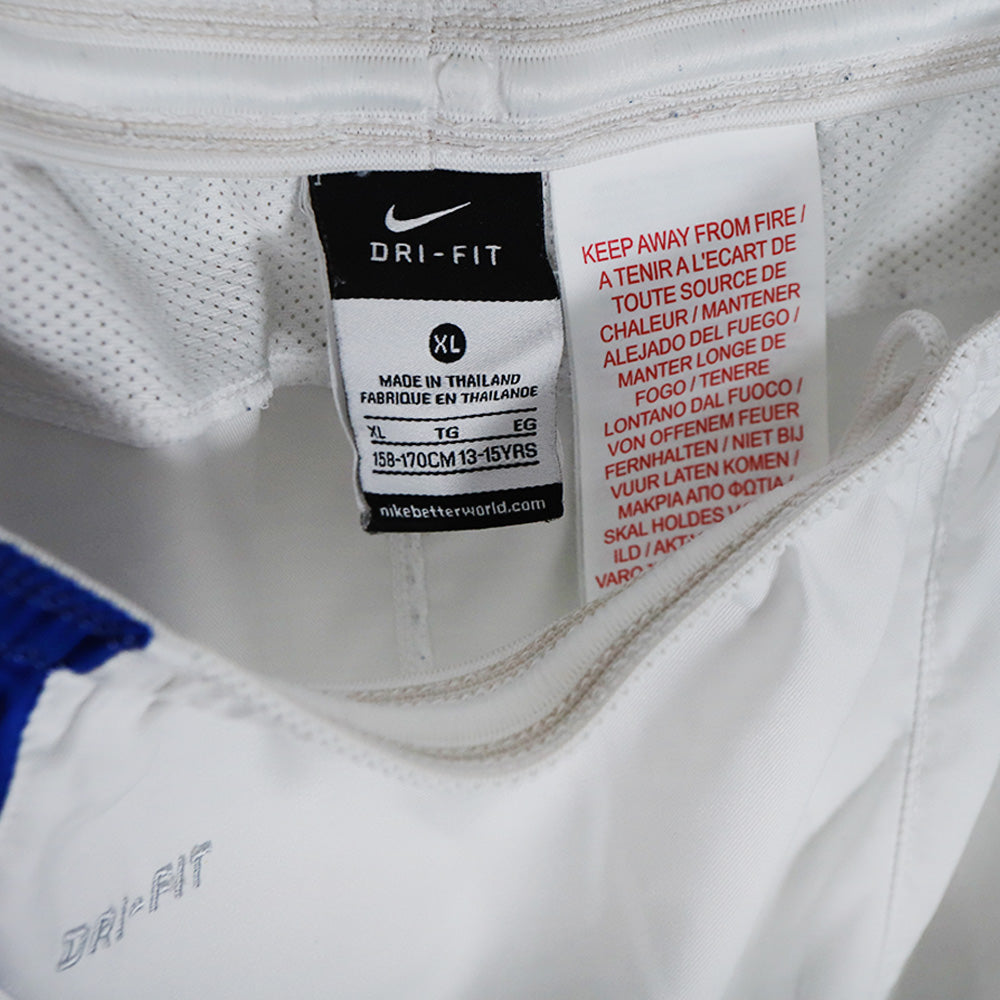 DRI-FIT
XL
MADE IN THAILAND
FABRIQUE EN THAILANDE
XL TG EG
158-170CM 13-15YRS
nikebetterworld.com
KEEP AWAY FROM FIRE /
A TENIR A L'ECART DE
TOUTE SOURCE DE
CHALEUR / MANTENER
ALEJADO DEL FUEGO /
MANTER LONGE DE
FOGO / TENERE
LONTANO DAL FUOCO /
VON OFFENEM FEUER
FERNHALTEN / NIET BIJ
VUUR LATEN KOMEN /
ΜΑΚΡΙΑ ΑΠΟ ΦΩΤΙΑ /
SKAL HOLDES
ILD /
DRI-FIT